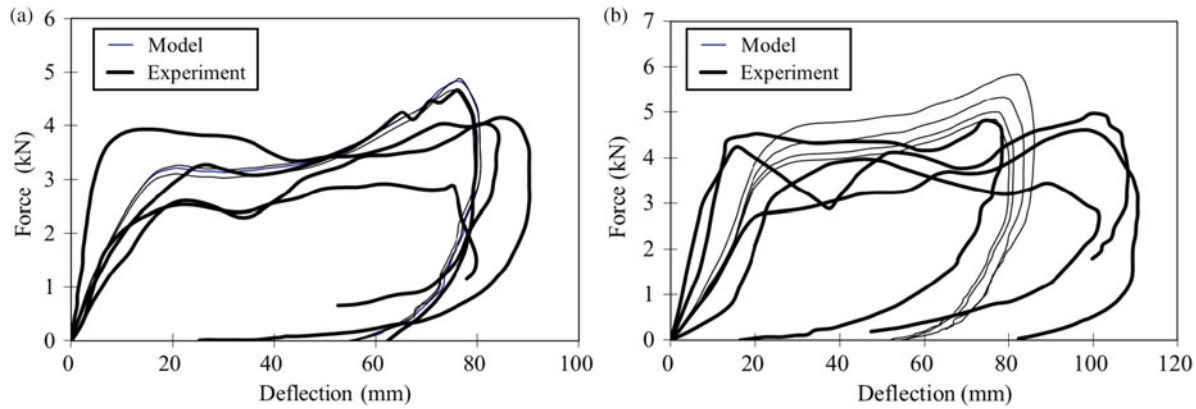 (a)
6
5
4
3
2
1
0
Force (kN)
Model
Experiment
0 20 40 60 80 100
Deflection (mm)
(b)
7
6
5
4
3
2
1
0
Force (kN)
Model
Experiment
0 20 40 60 80 100 120
Deflection (mm)